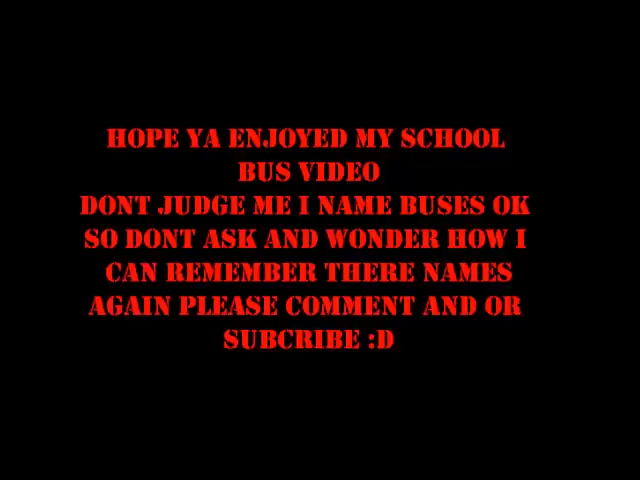 HOPE YA ENJOYED MY SCHOOL
BUS VIDEO
DONT JUDGE ME I NAME BUSES OK
SO DONT ASK AND WONDER HOW I
CAN REMEMBER THERE NAMES
AGAIN PLEASE COMMENT AND OR
SUBCRIBE :D